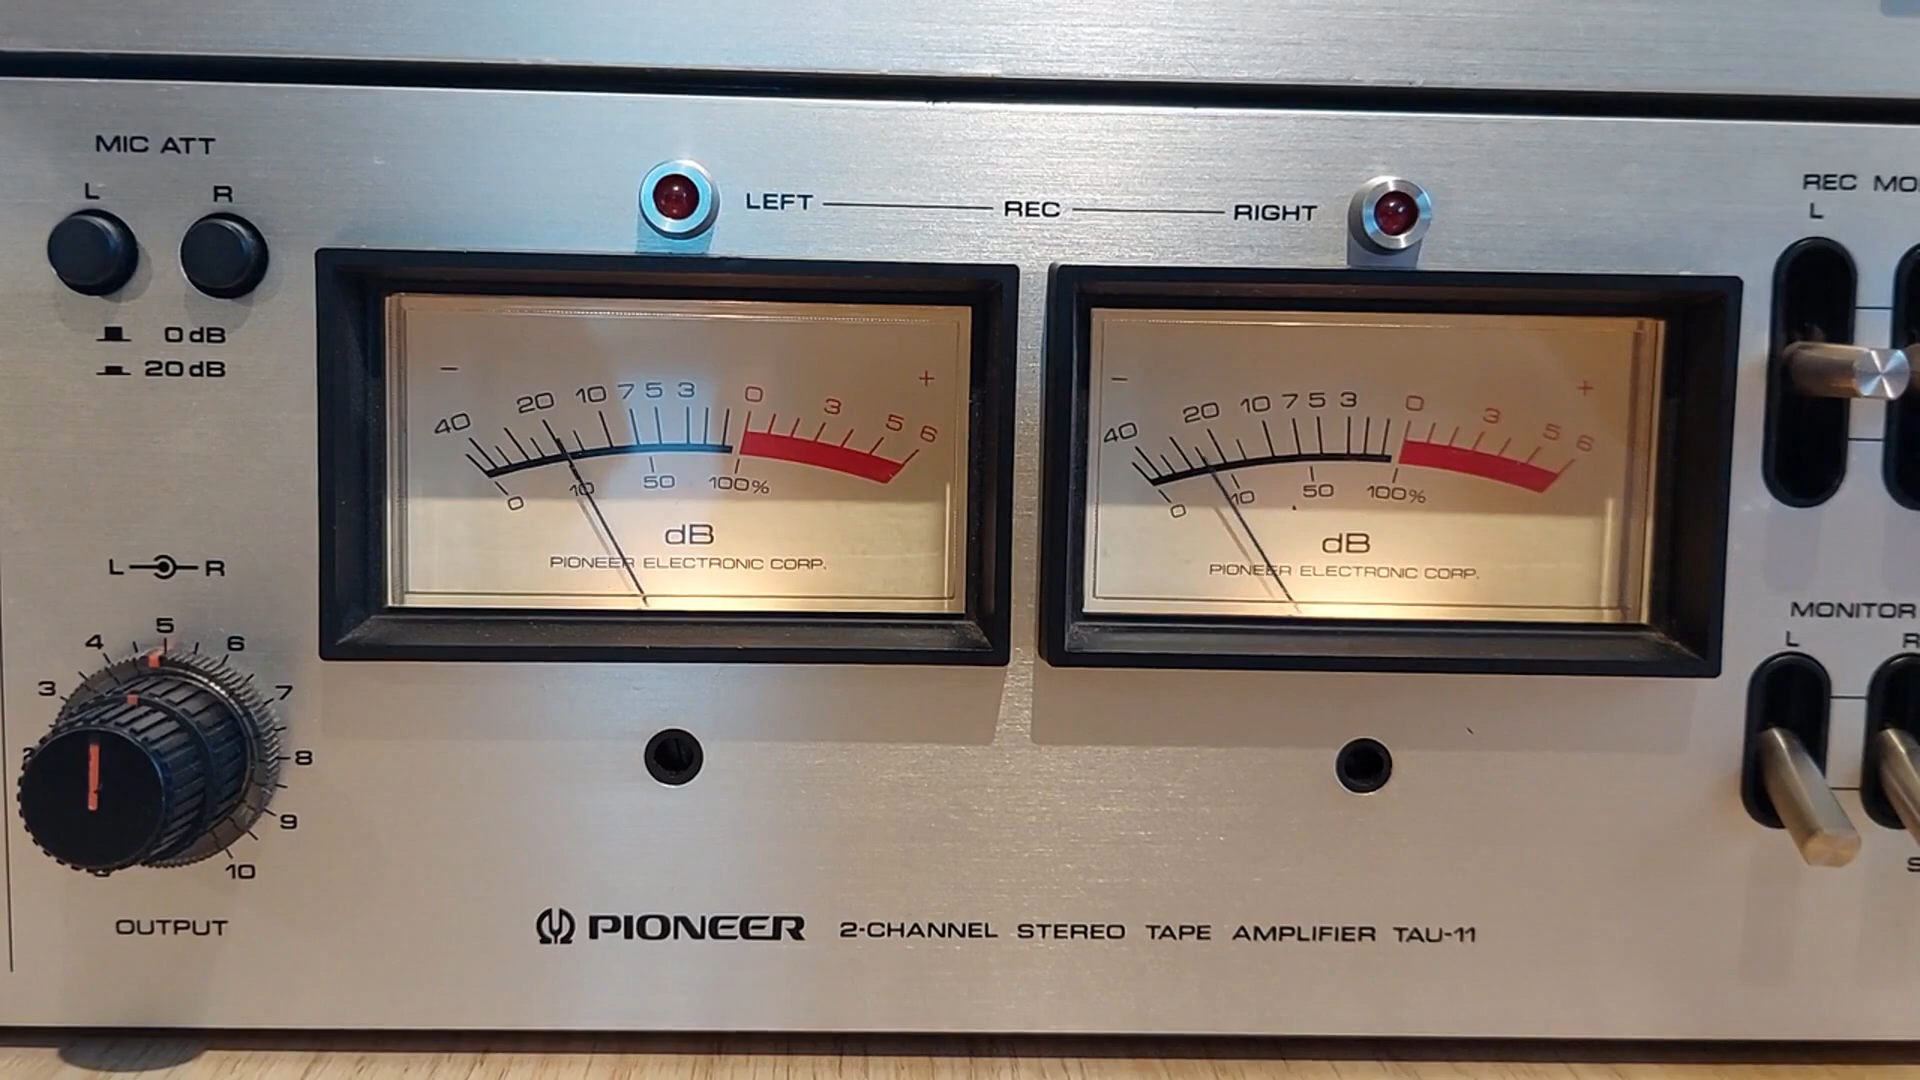 MIC ATT
L R
0 dB
20 dB
LEFT REC RIGHT
− +
40 20 10 7 5 3 0 3 5 6
0 10 50 100%
dB
PIONEER ELECTRONIC CORP.
− +
40 20 10 7 5 3 0 3 5 6
0 10 50 100%
dB
PIONEER ELECTRONIC CORP.
REC MO
L
MONITOR
L R
L R
3 4 5 6 7 8 9 10
OUTPUT
PIONEER 2-CHANNEL STEREO TAPE AMPLIFIER TAU-11